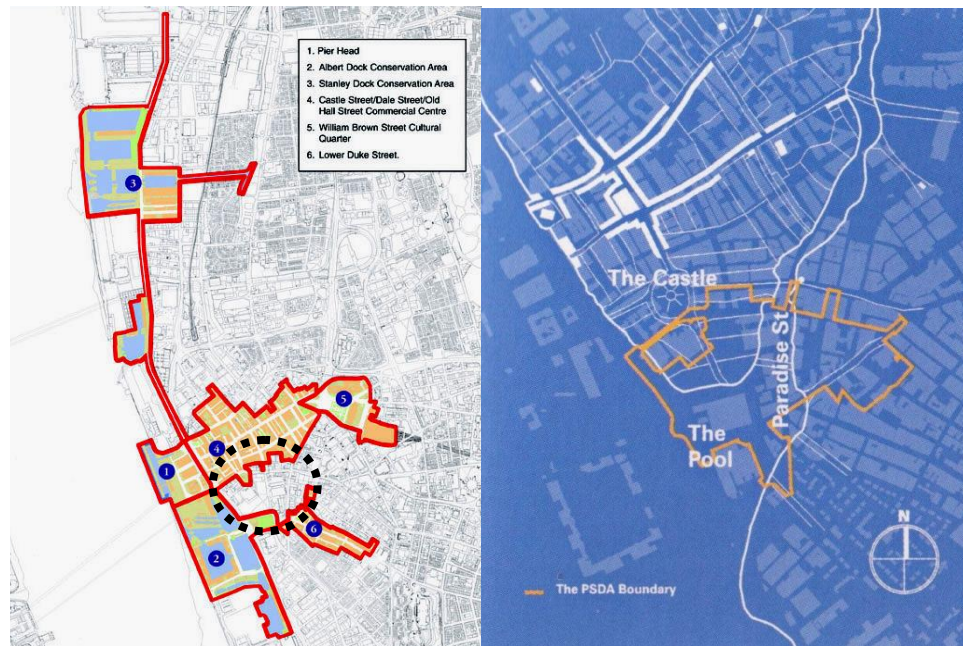 1. Pier Head
2. Albert Dock Conservation Area
3. Stanley Dock Conservation Area
4. Castle Street/Dale Street/Old
Hall Street Commercial Centre
5. William Brown Street Cultural
Quarter
6. Lower Duke Street.
3
5
4
1
6
2
The Castle
Paradise St.
The
Pool
N
The PSDA Boundary